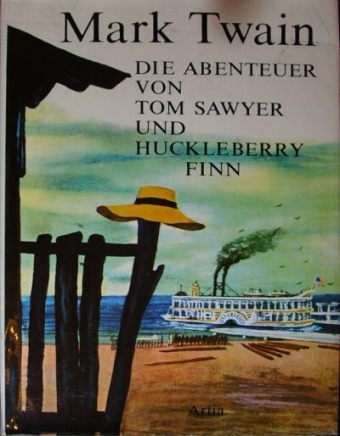 Mark Twain
DIE ABENTEUER
VON
TOM SAWYER
UND
HUCKLEBERRY
FINN
Artia